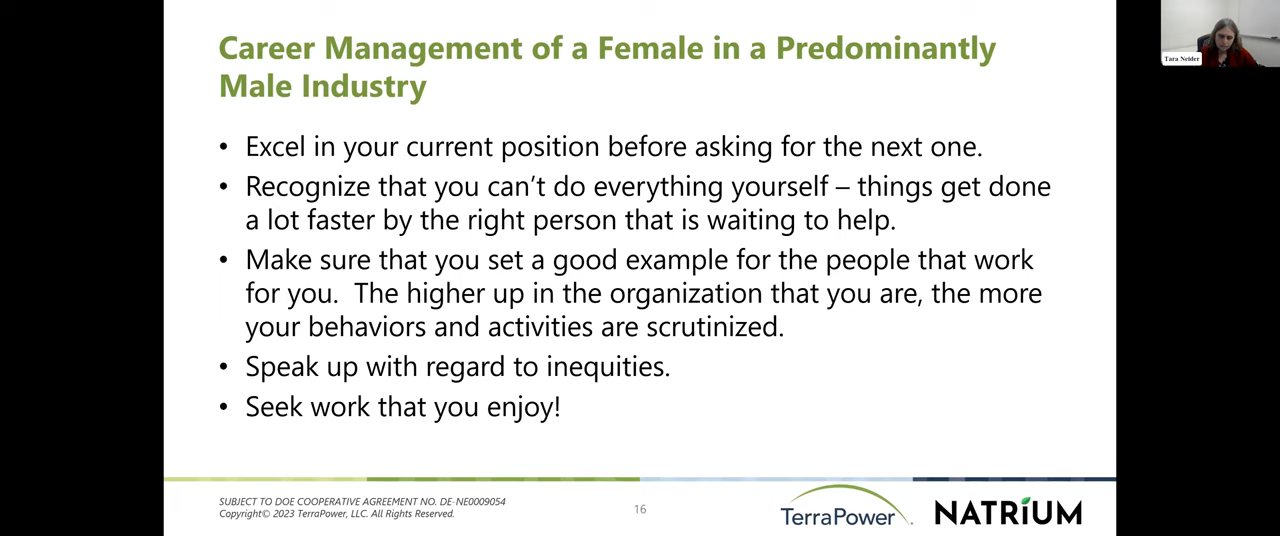 Career Management of a Female in a Predominantly
Male Industry
• Excel in your current position before asking for the next one.
• Recognize that you can't do everything yourself – things get done
a lot faster by the right person that is waiting to help.
• Make sure that you set a good example for the people that work
for you.  The higher up in the organization that you are, the more
your behaviors and activities are scrutinized.
• Speak up with regard to inequities.
• Seek work that you enjoy!
SUBJECT TO DOE COOPERATIVE AGREEMENT NO. DE-NE0009054
Copyright© 2023 TerraPower, LLC. All Rights Reserved.
16
TerraPower
NATRiUM
Tara Neider